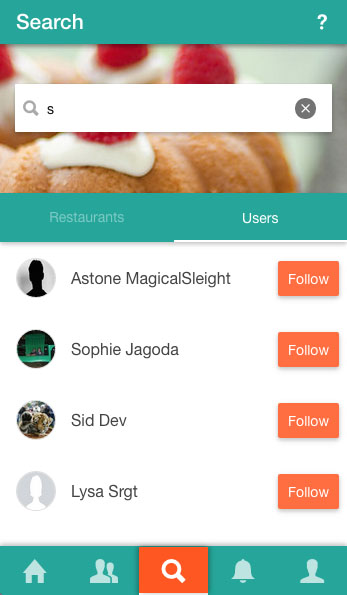 Search ?
s
Restaurants Users
Astone MagicalSleight Follow
Sophie Jagoda Follow
Sid Dev Follow
Lysa Srgt Follow